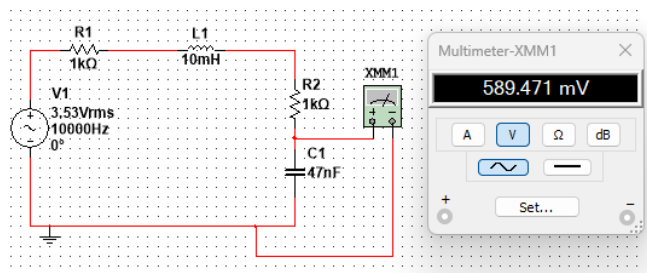 R1
1kΩ
L1
10mH
R2
1kΩ
XMM1
+ −
V1
3.53Vrms
10000Hz
0°
C1
47nF
Multimeter-XMM1 ×
589.471 mV
A V Ω dB
+ Set... −